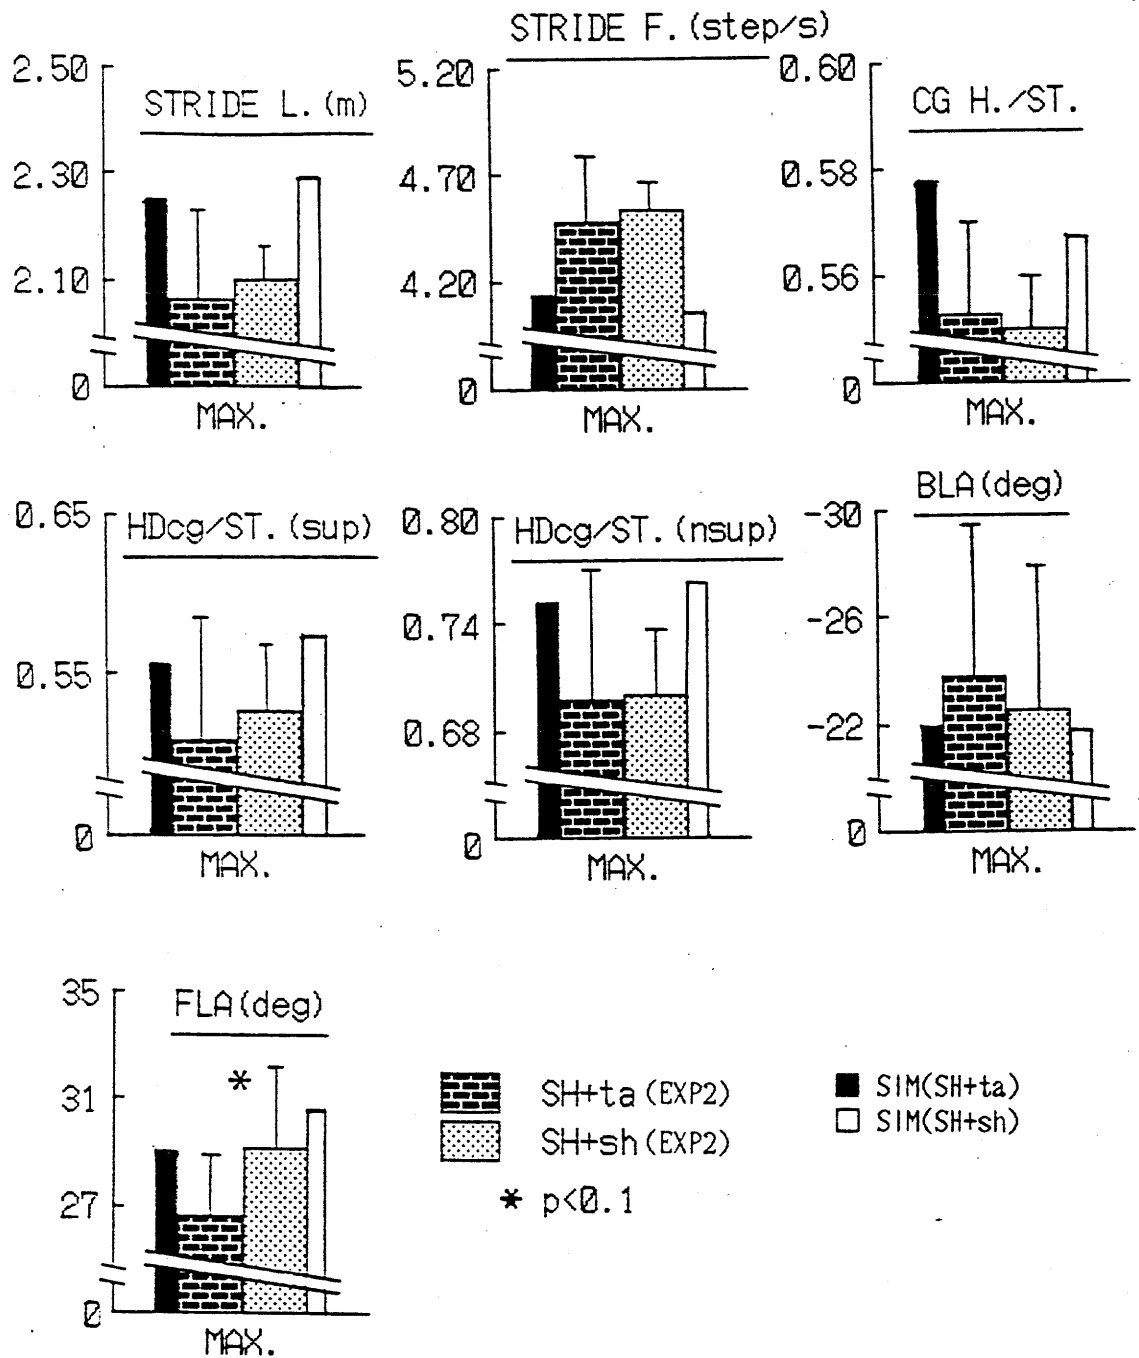 STRIDE L.(m)
2.50
2.30
2.10
0
MAX.
STRIDE F.(step/s)
5.20
4.70
4.20
0
MAX.
CG H./ST.
0.60
0.58
0.56
0
MAX.
HDcg/ST.(sup)
0.65
0.55
0
MAX.
HDcg/ST.(nsup)
0.80
0.74
0.68
0
MAX.
BLA(deg)
-30
-26
-22
0
MAX.
FLA(deg)
35
31
27
0
*
MAX.
SH+ta(EXP2)
SH+sh(EXP2)
* p<0.1
SIM(SH+ta)
SIM(SH+sh)